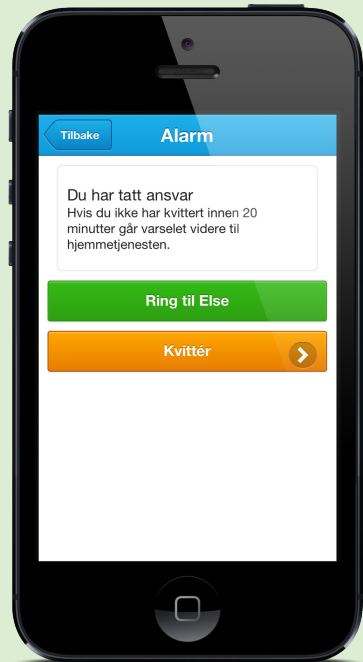 Tilbake
Alarm
Du har tatt ansvar
Hvis du ikke har kvittert innen 20
minutter går varselet videre til
hjemmetjenesten.
Ring til Else
Kvittér